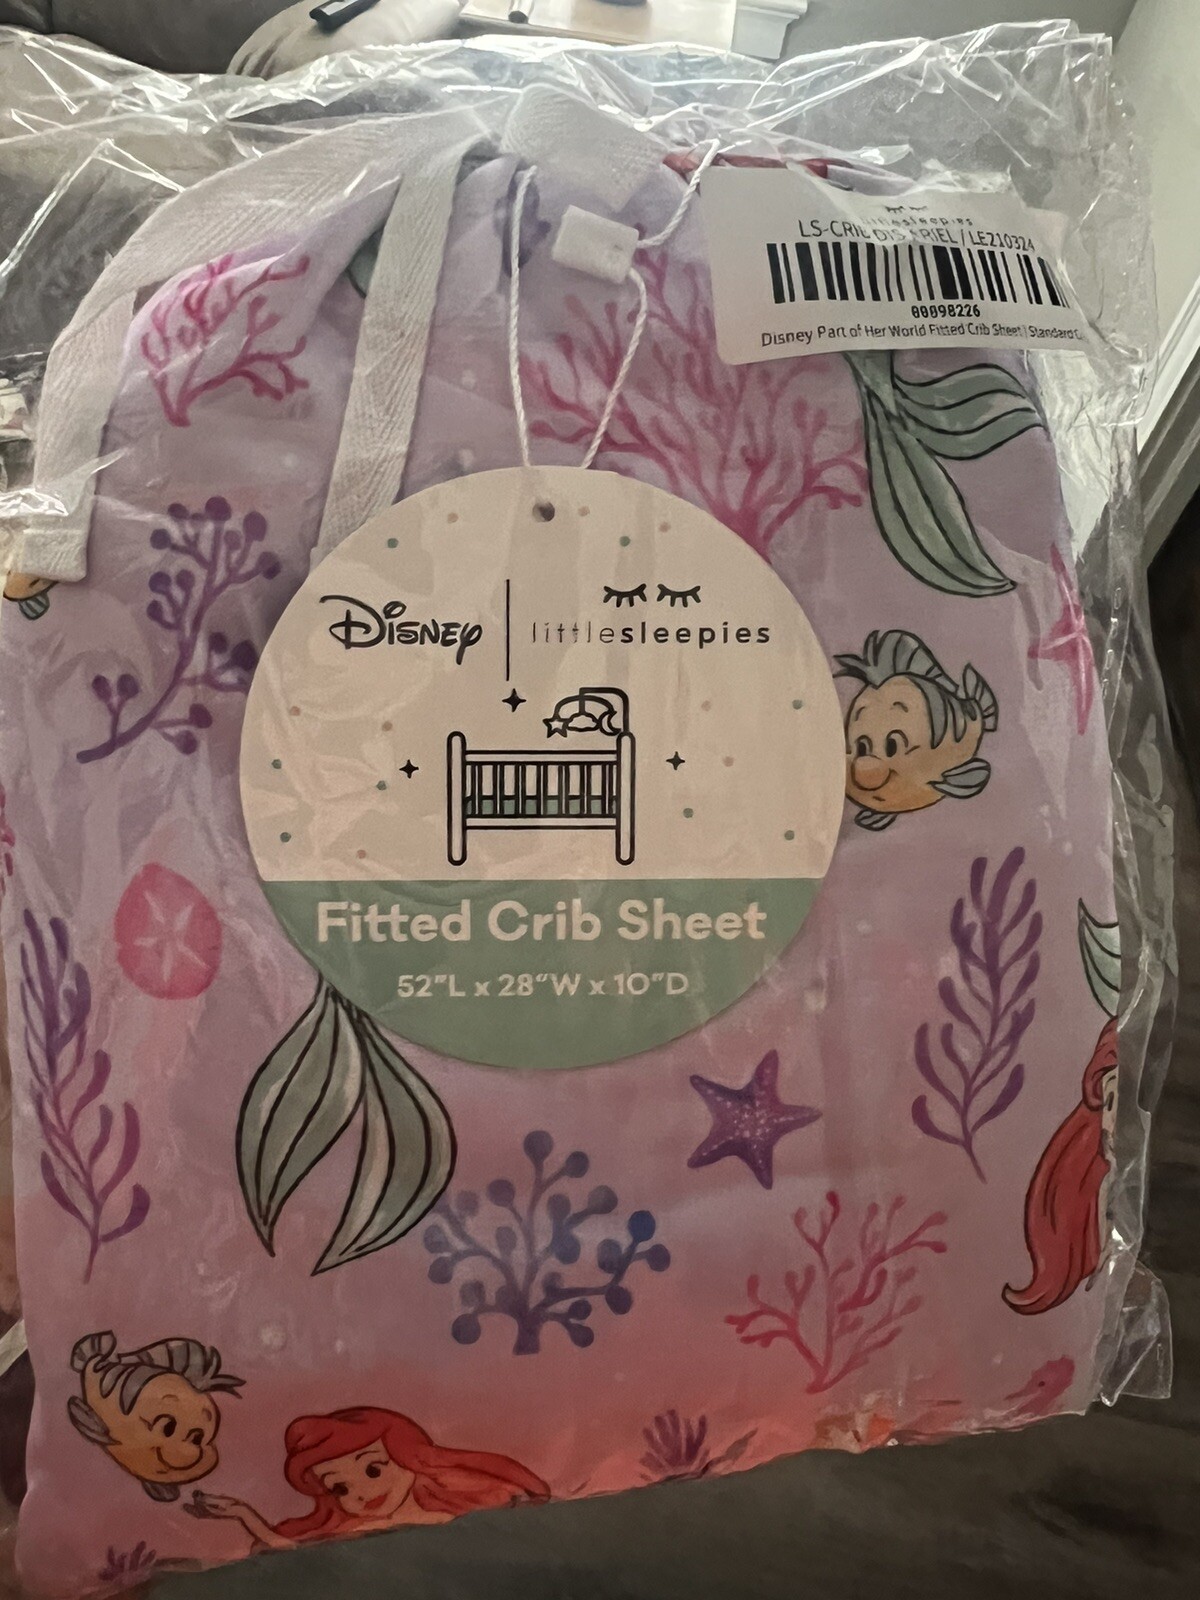 littlesleepies
LS-CRIB DIS ARIEL / LE210324
00098226
Disney Part of Her World Fitted Crib Sheet | Standard
Disney | littlesleepies
Fitted Crib Sheet
52"L x 28"W x 10"D